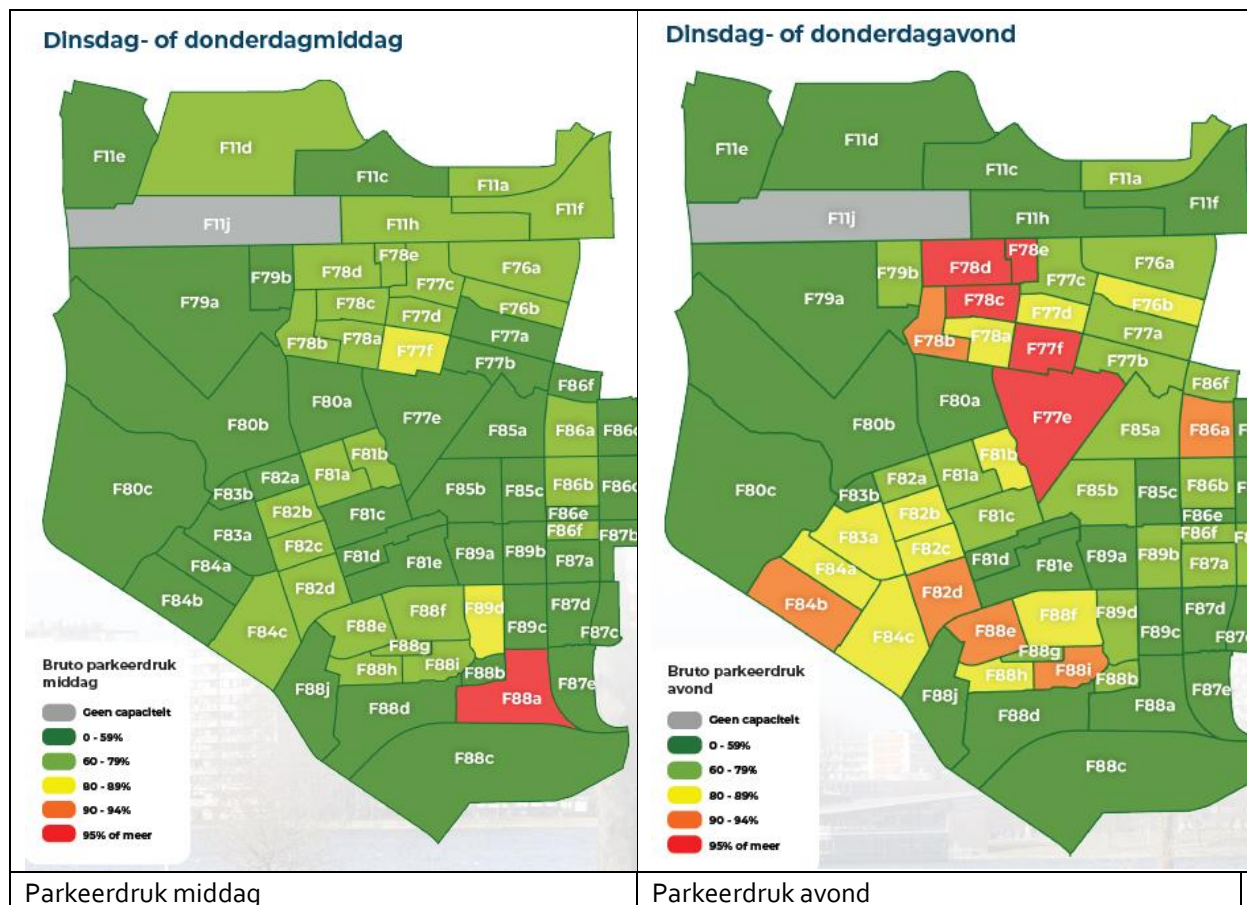 Dinsdag- of donderdagmiddag
F11e
F11d
F11c
F11a
F11f
F11j
F11h
F79a
F79b
F78d
F78e
F77c
F76a
F78c
F77d
F76b
F78b
F78a
F77f
F77a
F77b
F86f
F80a
F77e
F80b
F85a
F86a
F86c
F81b
F82a
F81a
F80c
F83b
F85b
F85c
F86b
F86c
F82b
F81c
F86e
F83a
F86f
F87b
F82c
F84a
F81d
F81e
F89a
F89b
F87a
F84b
F82d
F84c
F88e
F88f
F89d
F89c
F87d
F87c
F88g
F88h
F88i
F88b
F88j
F88d
F88a
F87e
F88c
Bruto parkeerdruk
middag
Geen capaciteit
0 - 59%
60 - 79%
80 - 89%
90 - 94%
95% of meer
Parkeerdruk middag
Dinsdag- of donderdagavond
F11e
F11d
F11c
F11a
F11f
F11j
F11h
F79a
F79b
F78d
F78e
F77c
F76a
F78c
F77d
F76b
F78b
F78a
F77f
F77a
F77b
F86f
F80a
F77e
F80b
F85a
F86a
F81b
F82a
F81a
F80c
F83b
F85b
F85c
F86b
F82b
F81c
F86e
F83a
F86f
F82c
F84a
F81d
F81e
F89a
F89b
F87a
F84b
F82d
F84c
F88e
F88f
F89d
F89c
F87d
F88g
F88h
F88i
F88b
F88j
F88d
F88a
F87e
F88c
Bruto parkeerdruk
avond
Geen capaciteit
0 - 59%
60 - 79%
80 - 89%
90 - 94%
95% of meer
Parkeerdruk avond